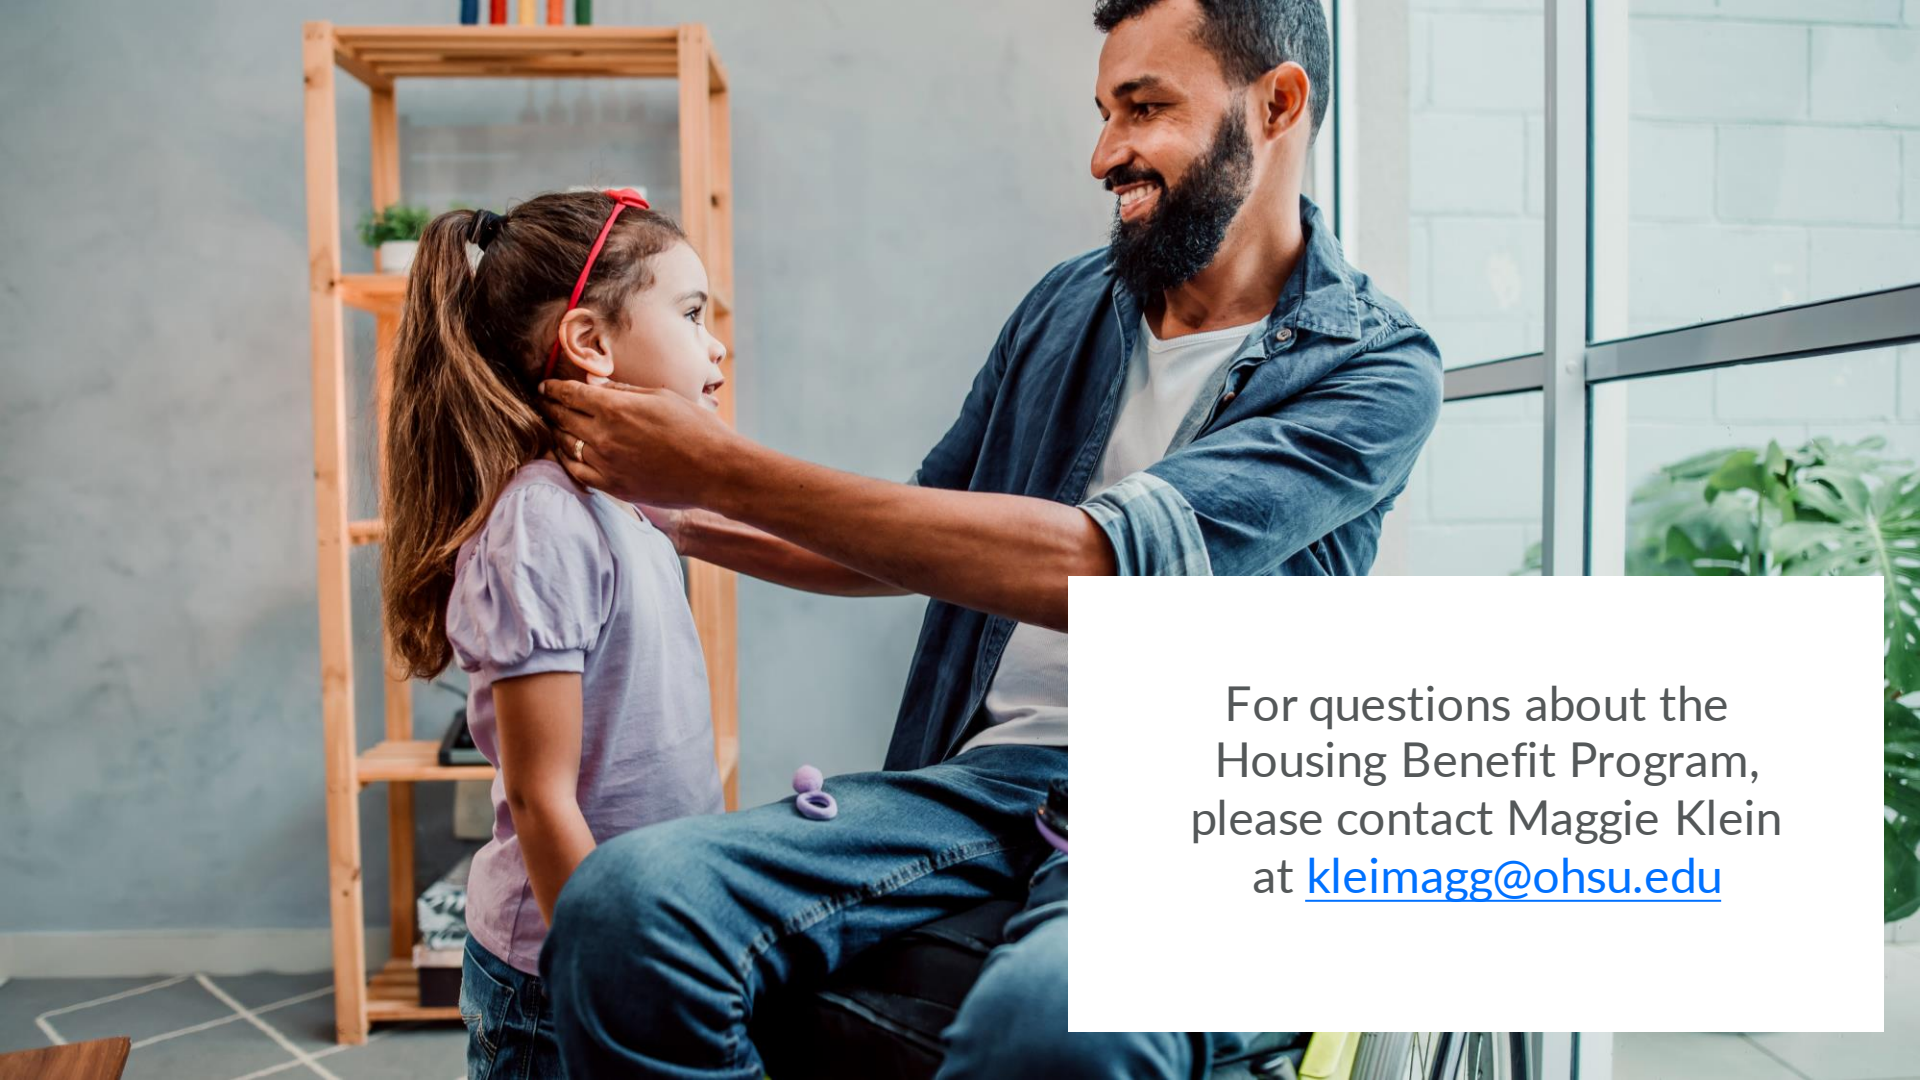 For questions about the
Housing Benefit Program,
please contact Maggie Klein
at kleimagg@ohsu.edu